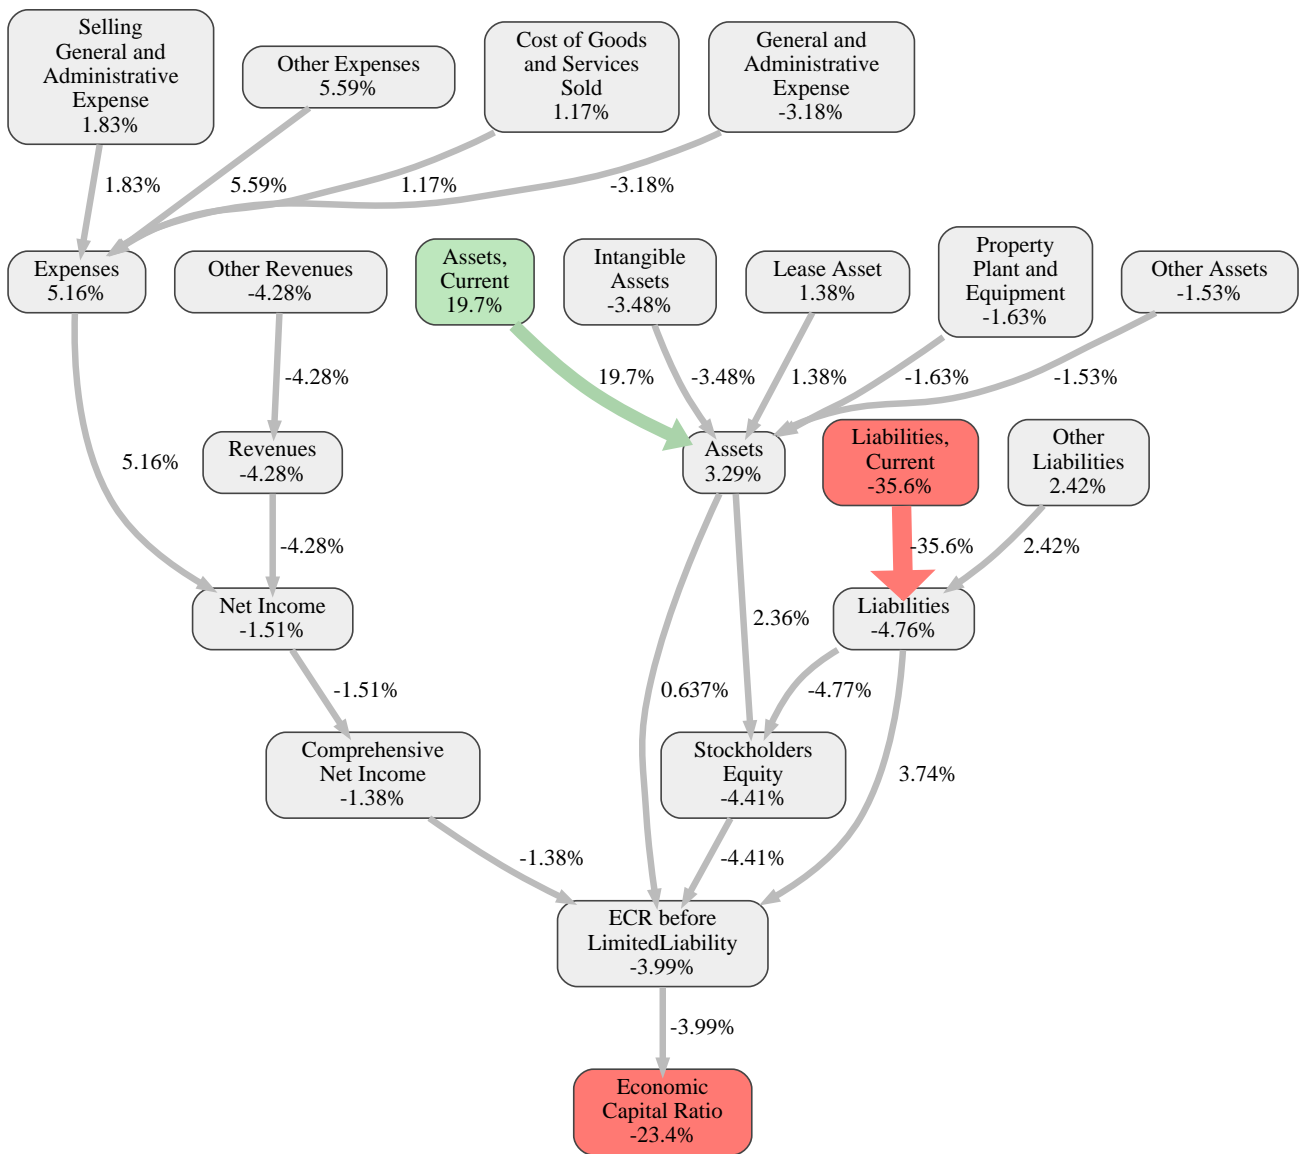 Selling
General and
Administrative
Expense
1.83%
Other Expenses
5.59%
Cost of Goods
and Services
Sold
1.17%
General and
Administrative
Expense
-3.18%
1.83%
5.59%
1.17%
-3.18%
Expenses
5.16%
Other Revenues
-4.28%
Assets,
Current
19.7%
Intangible
Assets
-3.48%
Lease Asset
1.38%
Property
Plant and
Equipment
-1.63%
Other Assets
-1.53%
-4.28%
19.7%
-3.48%
1.38%
-1.63%
-1.53%
5.16%
Revenues
-4.28%
Assets
3.29%
Liabilities,
Current
-35.6%
Other
Liabilities
2.42%
-4.28%
-35.6%
2.42%
Net Income
-1.51%
2.36%
Liabilities
-4.76%
-1.51%
0.637%
-4.77%
Comprehensive
Net Income
-1.38%
Stockholders
Equity
-4.41%
3.74%
-1.38%
-4.41%
ECR before
LimitedLiability
-3.99%
-3.99%
Economic
Capital Ratio
-23.4%